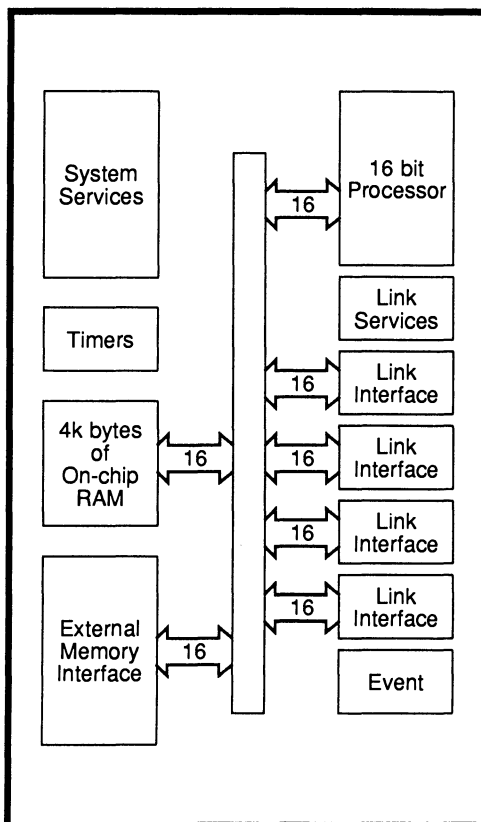 System
Services
Timers
4k bytes
of
On-chip
RAM
16
External
Memory
Interface
16
16 bit
Processor
16
Link
Services
Link
Interface
16
Link
Interface
16
Link
Interface
16
Link
Interface
16
Event